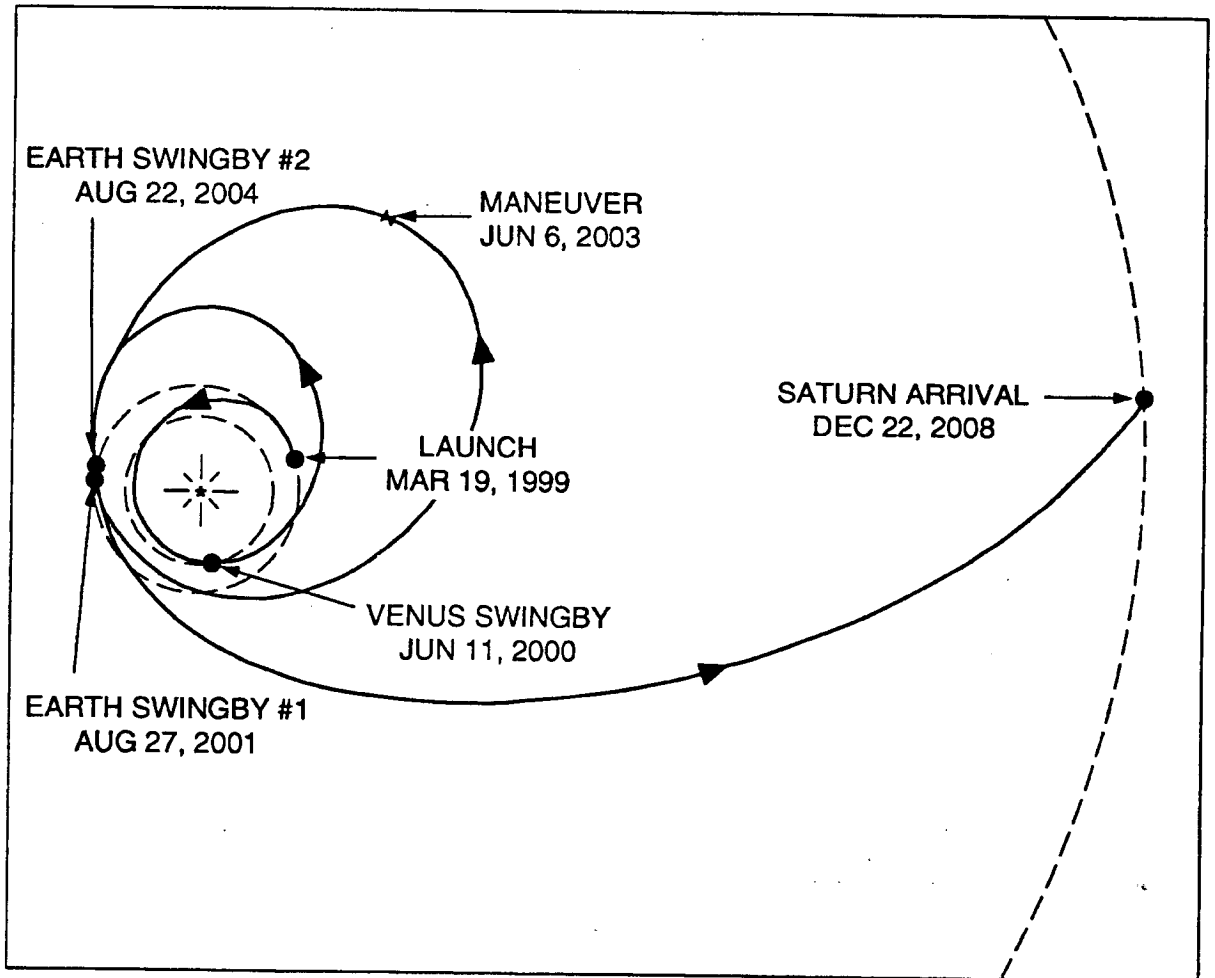 EARTH SWINGBY #2
AUG 22, 2004
MANEUVER
JUN 6, 2003
SATURN ARRIVAL
DEC 22, 2008
LAUNCH
MAR 19, 1999
VENUS SWINGBY
JUN 11, 2000
EARTH SWINGBY #1
AUG 27, 2001